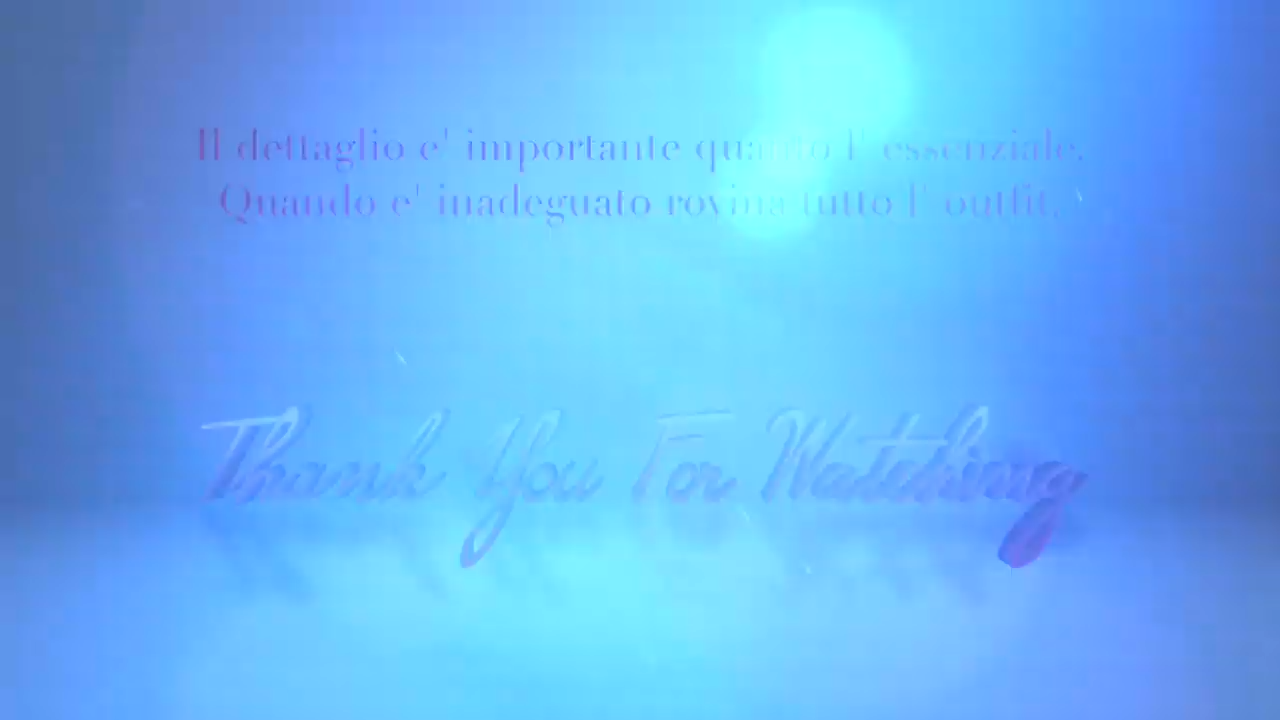 Il dettaglio e' importante quanto l' essenziale.
Quando e' inadeguato rovina tutto l' outfit.
Thank You For Watching